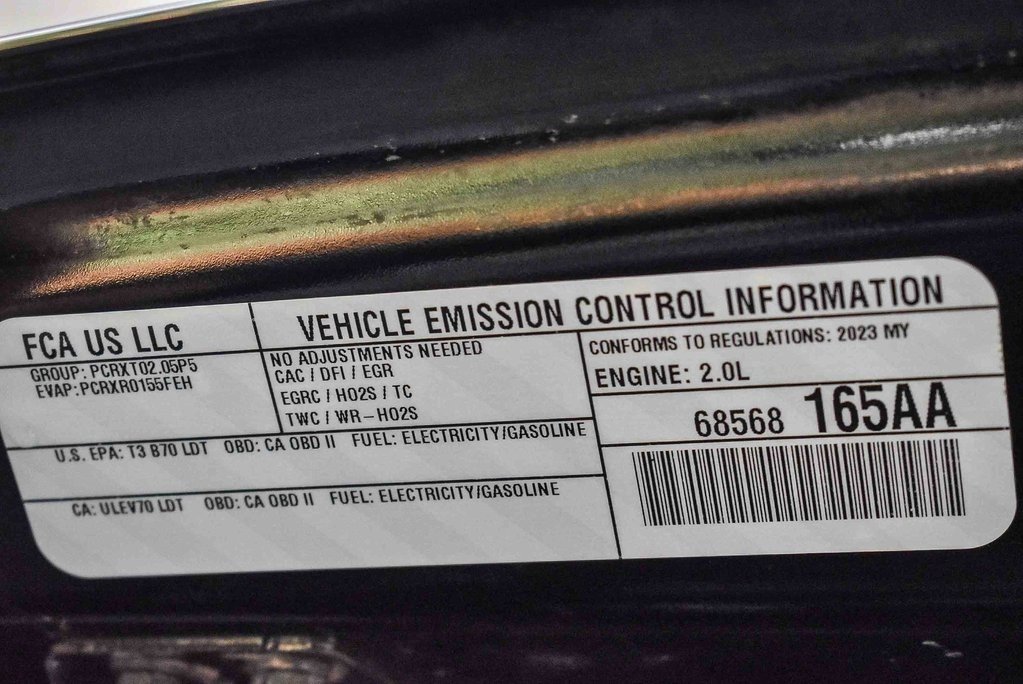 FCA US LLC
GROUP: PCRXT02.05P5
EVAP: PCRXR0155FEH
VEHICLE EMISSION CONTROL INFORMATION
NO ADJUSTMENTS NEEDED
CAC / DFI / EGR
EGRC / HO2S / TC
TWC / WR-HO2S
CONFORMS TO REGULATIONS: 2023 MY
ENGINE: 2.0L
68568 165AA
U.S. EPA: T3 B70 LDT OBD: CA OBD II FUEL: ELECTRICITY/GASOLINE
CA: ULEV70 LDT OBD: CA OBD II FUEL: ELECTRICITY/GASOLINE